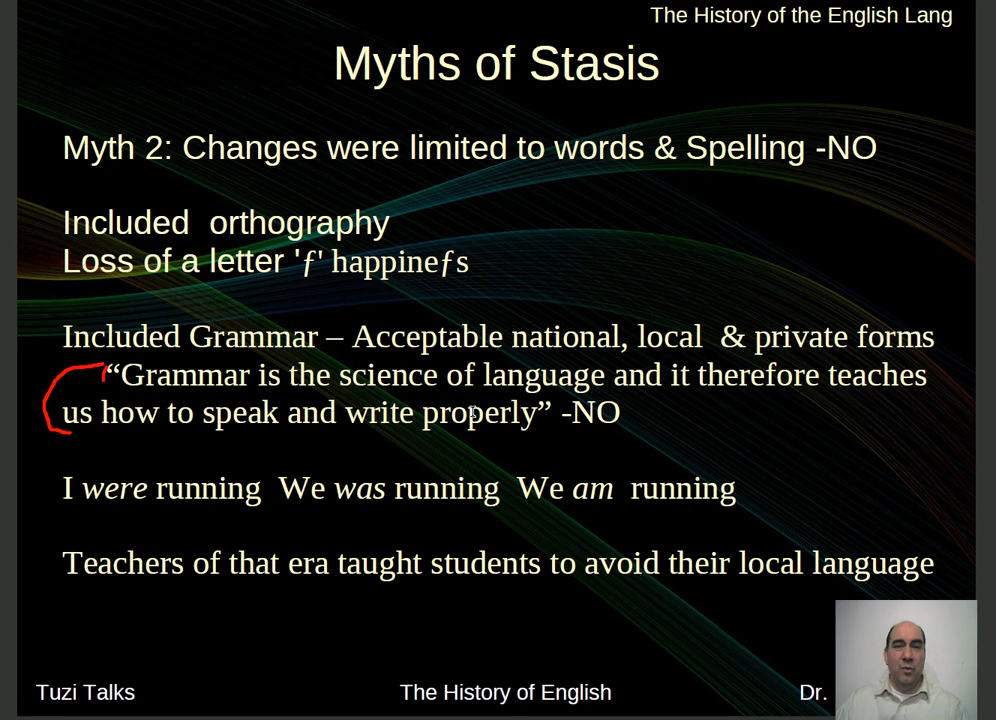 The History of the English Lang
Myths of Stasis
Myth 2: Changes were limited to words & Spelling -NO
Included  orthography
Loss of a letter 'ƒ' happineƒs
Included Grammar – Acceptable national, local  & private forms
“Grammar is the science of language and it therefore teaches
us how to speak and write properly” -NO
I were running  We was running  We am  running
Teachers of that era taught students to avoid their local language
Tuzi Talks
The History of English
Dr.